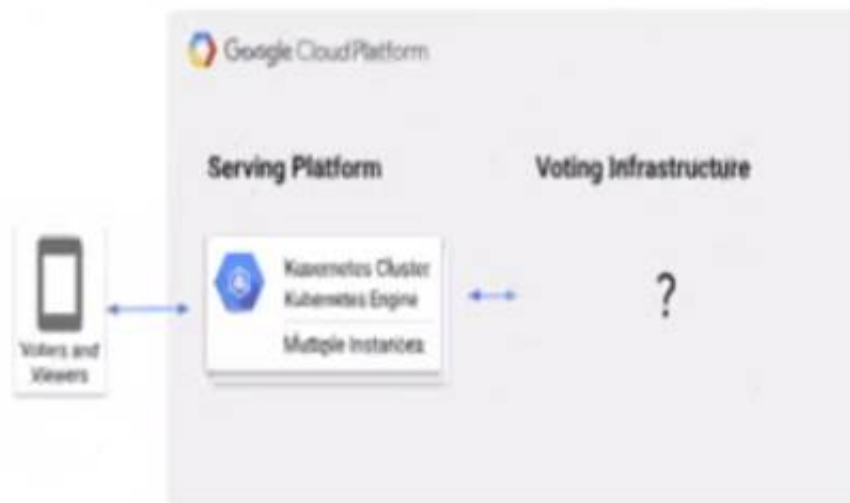 Google Cloud Platform
Serving Platform
Voting Infrastructure
Kubernetes Cluster
Kubernetes Engine
Multiple Instances
?
Voters and
Viewers